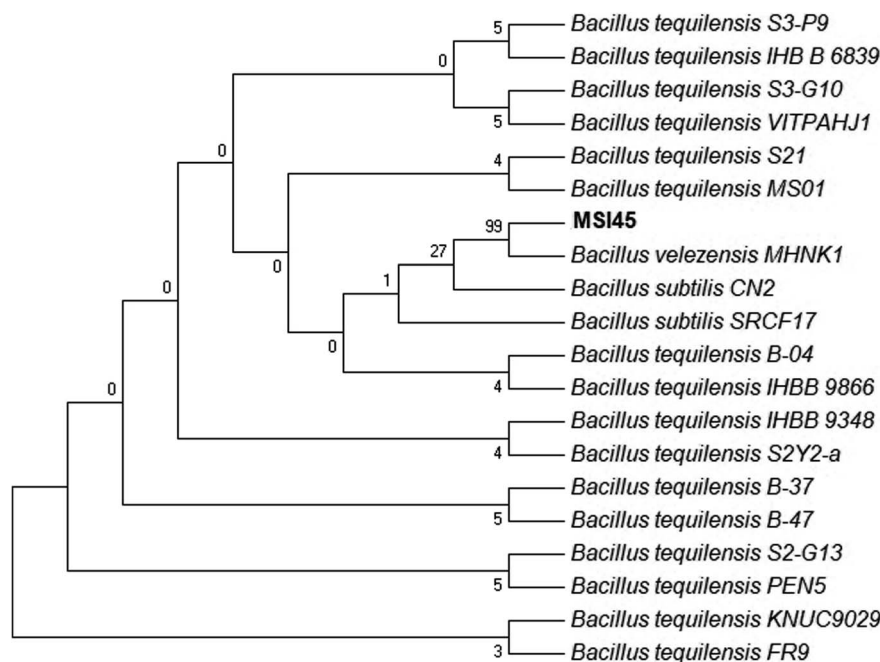 5 Bacillus tequilensis S3-P9
0 Bacillus tequilensis IHB B 6839
Bacillus tequilensis S3-G10
5 Bacillus tequilensis VITPAHJ1
0 4 Bacillus tequilensis S21
Bacillus tequilensis MS01
99 MSI45
27 Bacillus velezensis MHNK1
0 1 Bacillus subtilis CN2
Bacillus subtilis SRCF17
0 0 Bacillus tequilensis B-04
4 Bacillus tequilensis IHBB 9866
0 Bacillus tequilensis IHBB 9348
4 Bacillus tequilensis S2Y2-a
Bacillus tequilensis B-37
5 Bacillus tequilensis B-47
Bacillus tequilensis S2-G13
5 Bacillus tequilensis PEN5
Bacillus tequilensis KNUC9029
3 Bacillus tequilensis FR9